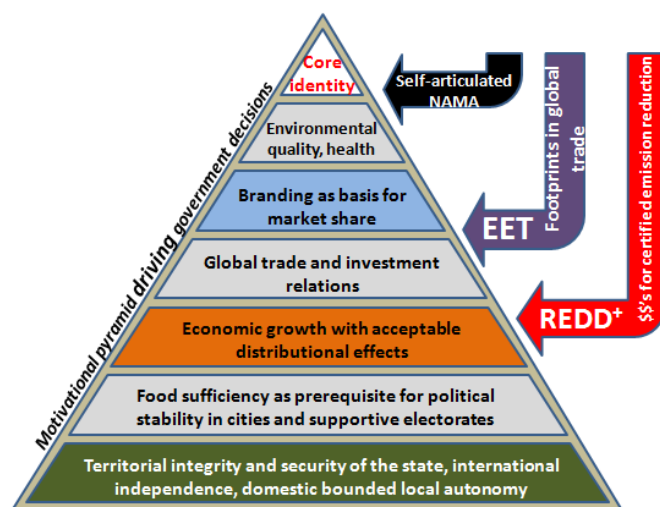 Core
identity
Environmental
quality, health
Branding as basis for
market share
Global trade and investment
relations
Economic growth with acceptable
distributional effects
Food sufficiency as prerequisite for political
stability in cities and supportive electorates
Territorial integrity and security of the state, international
independence, domestic bounded local autonomy
Motivational pyramid driving government decisions
Self-articulated
NAMA
EET
Footprints in global
trade
REDD+
$$'s for certified emission reduction